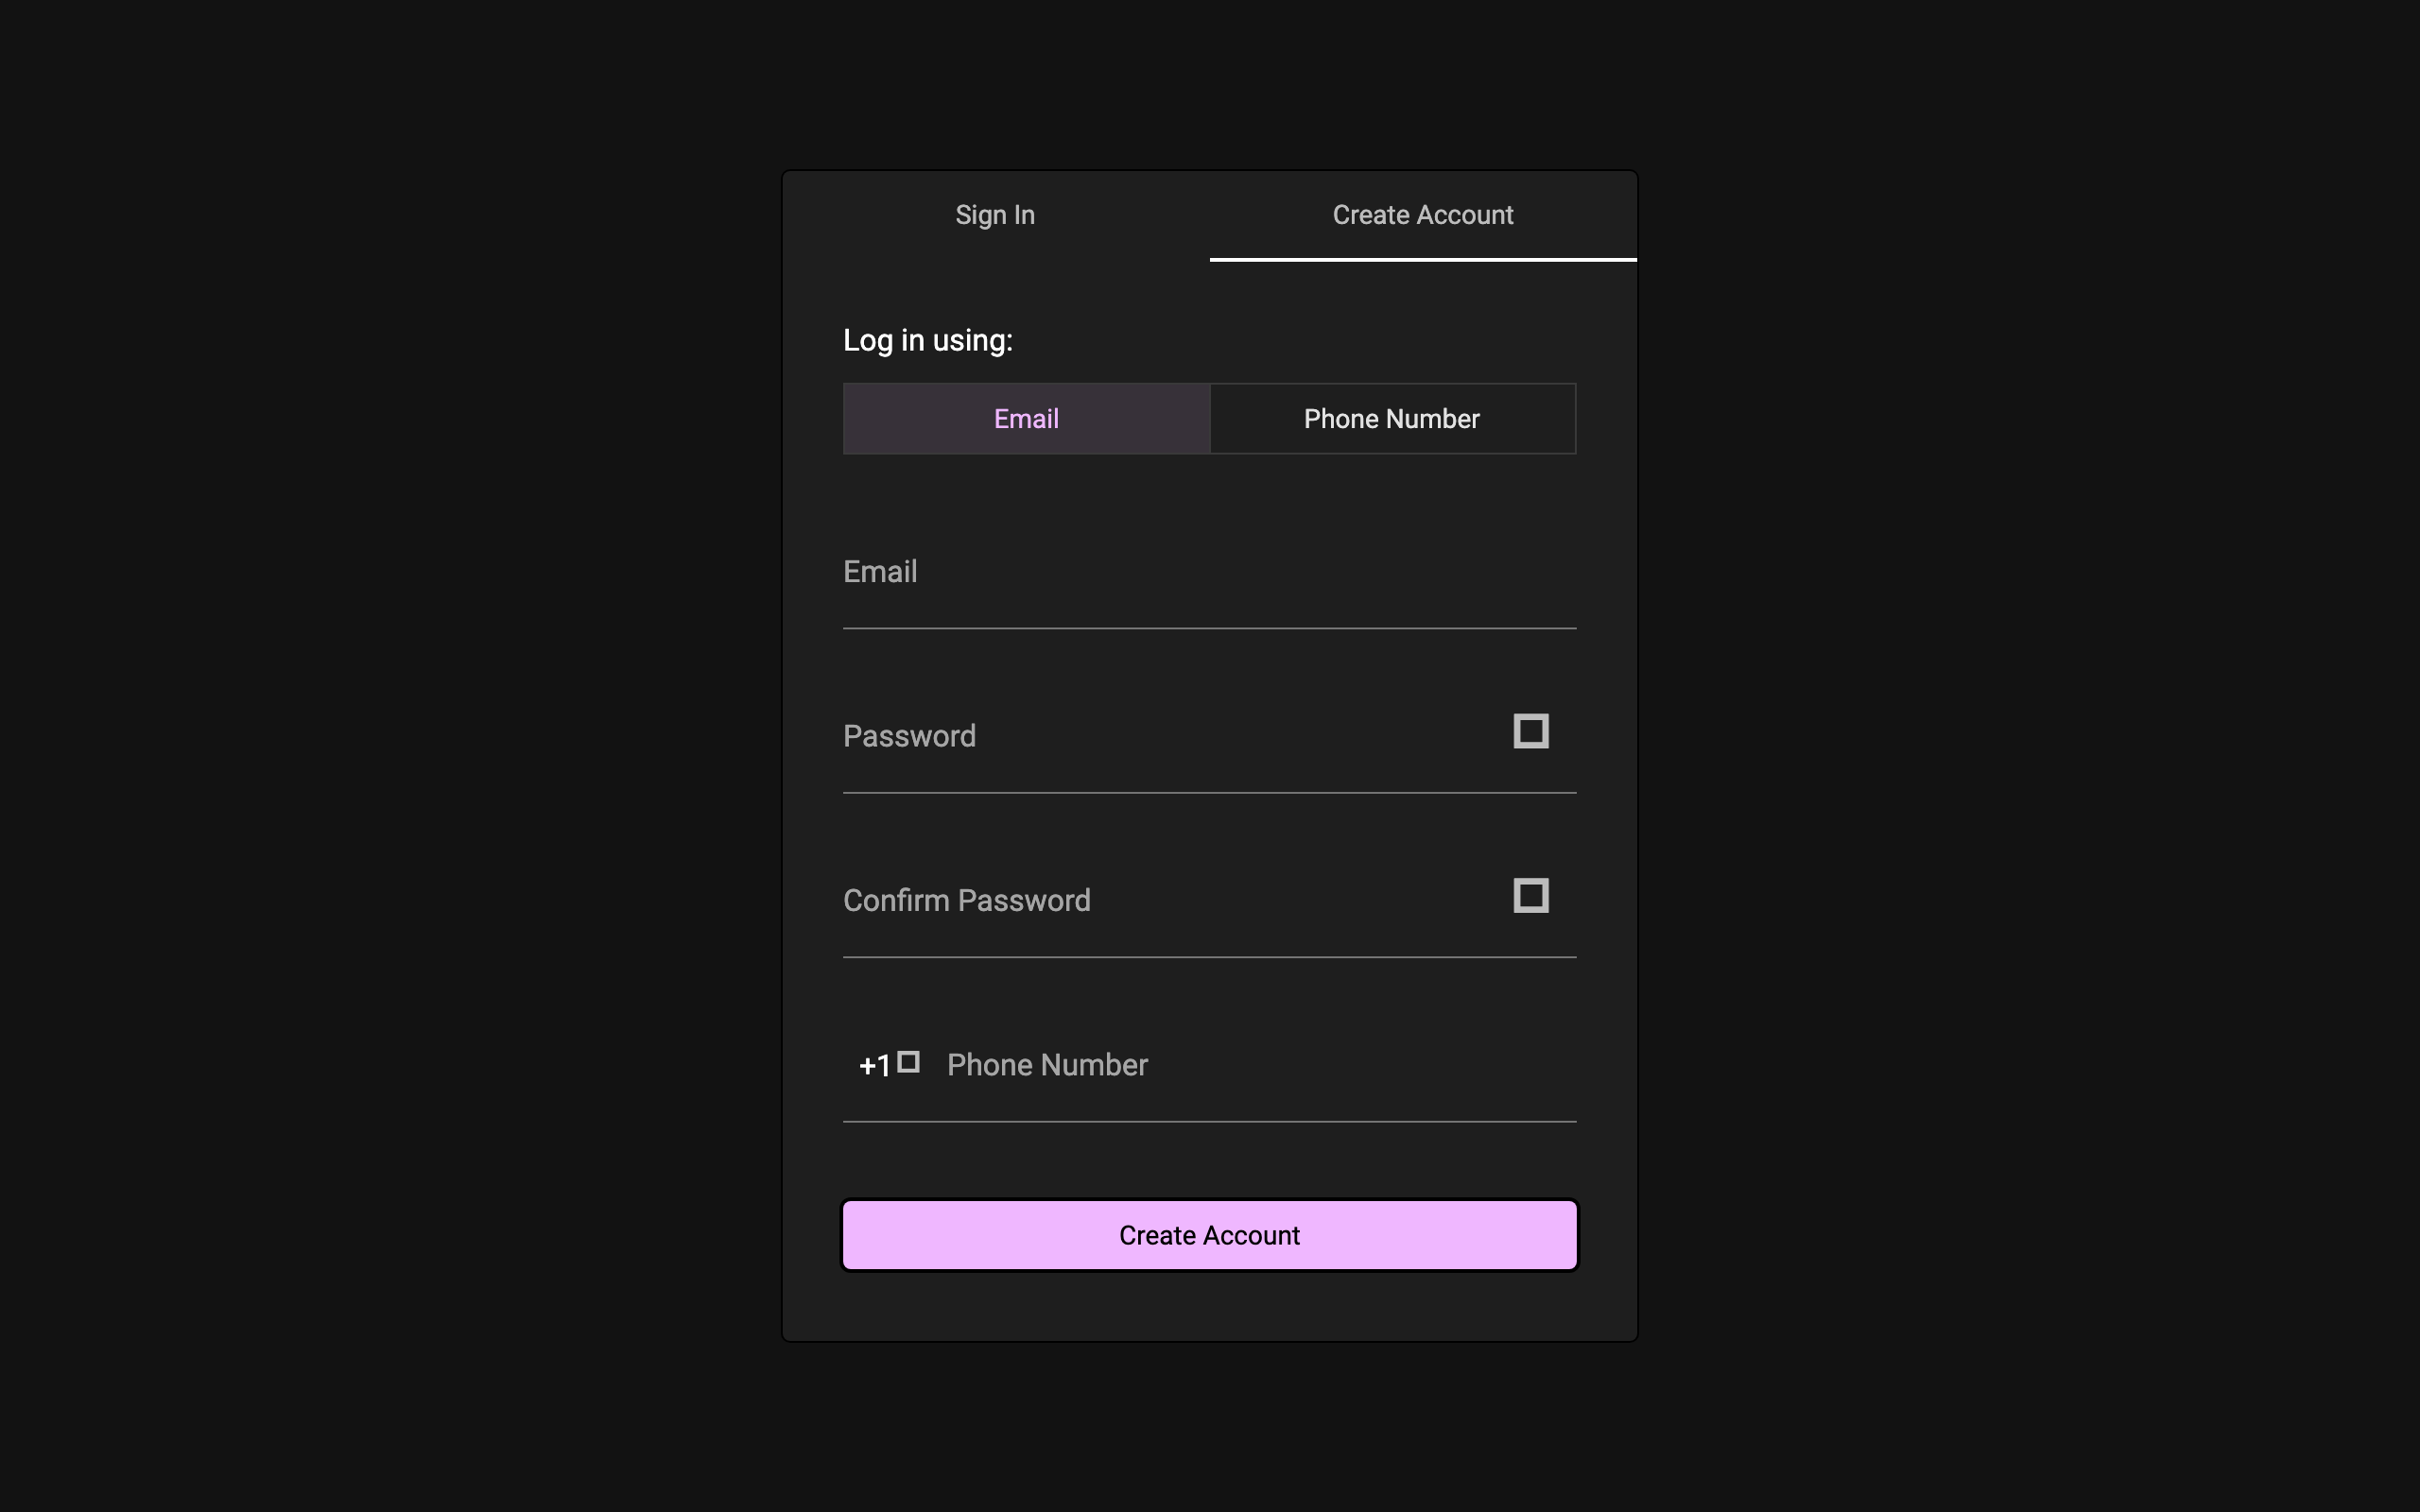 Sign In
Create Account
Log in using:
Email
Phone Number
Email
Password
Confirm Password
+1 Phone Number
Create Account